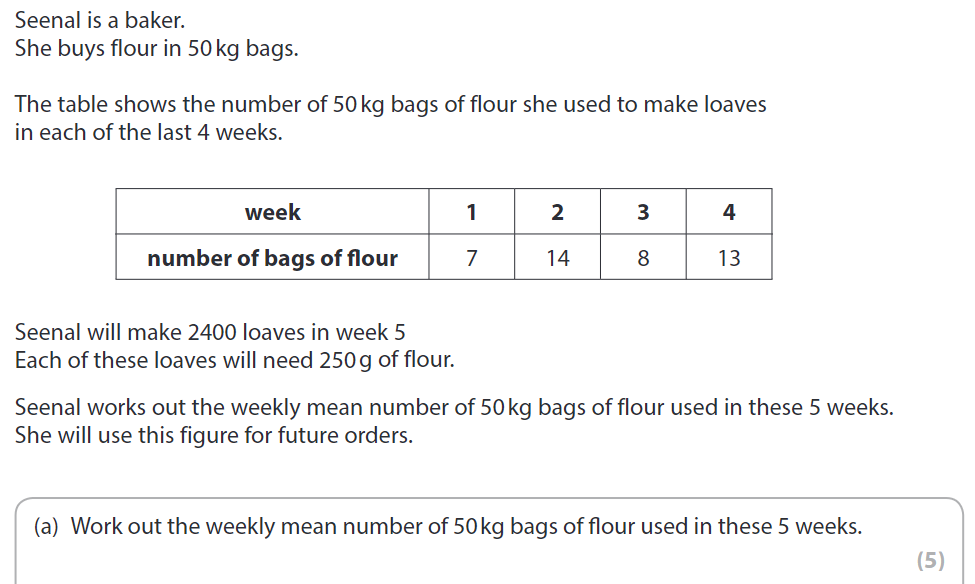 Seenal is a baker.
She buys flour in 50 kg bags.
The table shows the number of 50 kg bags of flour she used to make loaves
in each of the last 4 weeks.
week 1 2 3 4
number of bags of flour 7 14 8 13
Seenal will make 2400 loaves in week 5
Each of these loaves will need 250 g of flour.
Seenal works out the weekly mean number of 50 kg bags of flour used in these 5 weeks.
She will use this figure for future orders.
(a) Work out the weekly mean number of 50 kg bags of flour used in these 5 weeks.
(5)